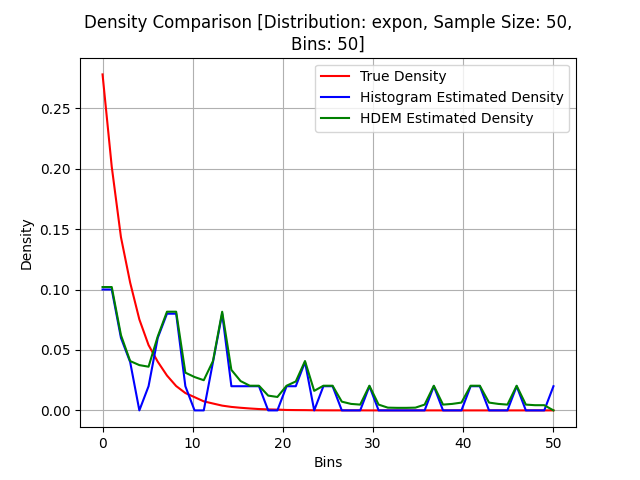 Density Comparison [Distribution: expon, Sample Size: 50,
Bins: 50]
True Density
Histogram Estimated Density
HDEM Estimated Density
Density
0.25
0.20
0.15
0.10
0.05
0.00
0
10
20
30
40
50
Bins